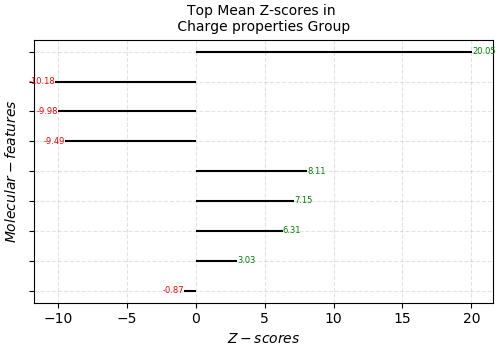 Top Mean Z-scores in
Charge properties Group
20.05
-10.18
-9.98
-9.49
8.11
7.15
6.31
3.03
-0.87
Molecular − features
−10 −5 0 5 10 15 20
Z − scores